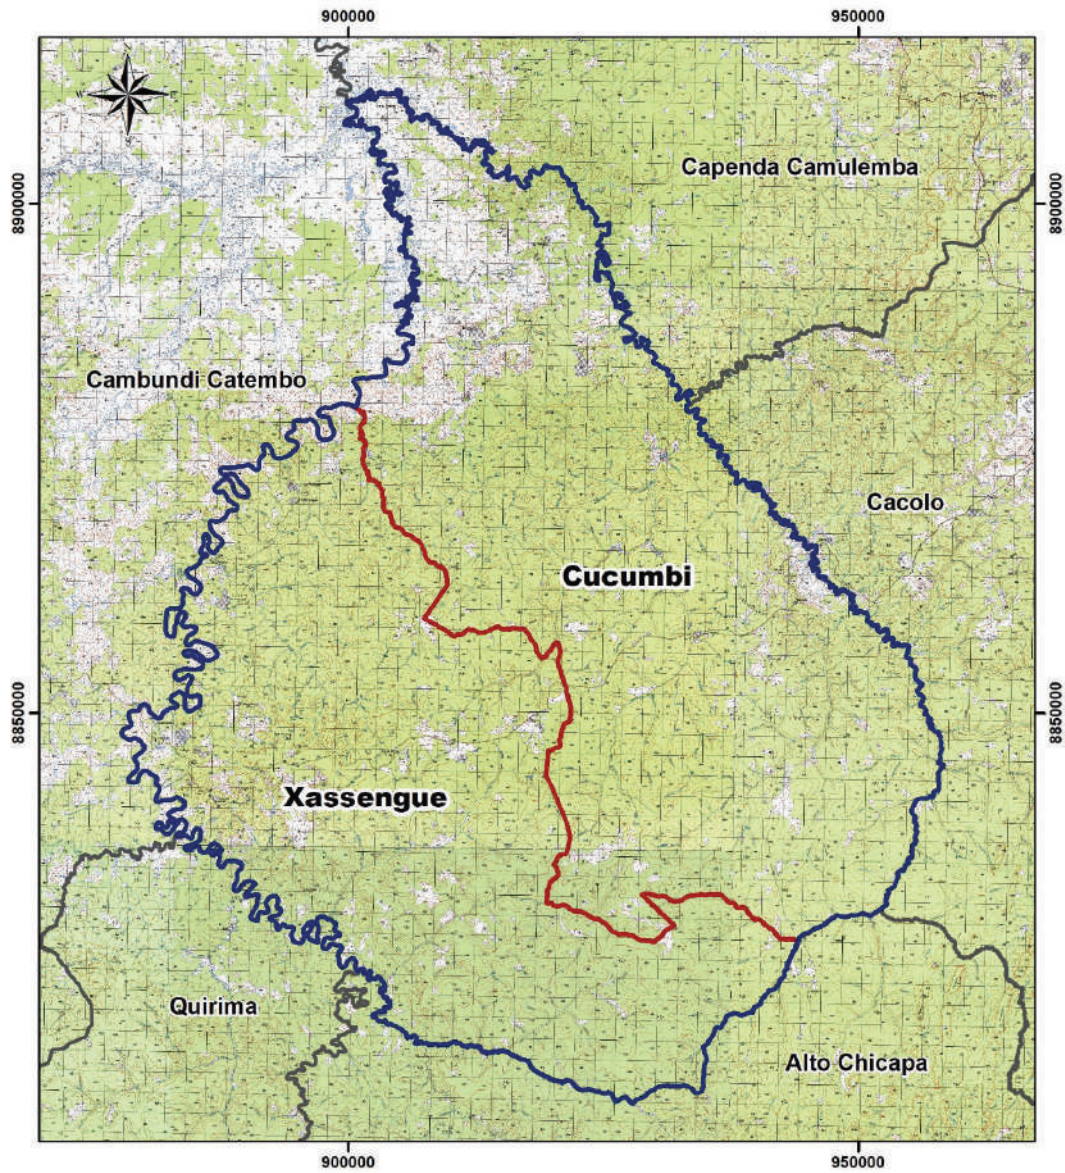 900000 950000
Capenda Camulemba
8900000 8900000
Cambundi Catembo
Cacolo
Cucumbi
8850000 8850000
Xassengue
Quirima
Alto Chicapa
900000 950000